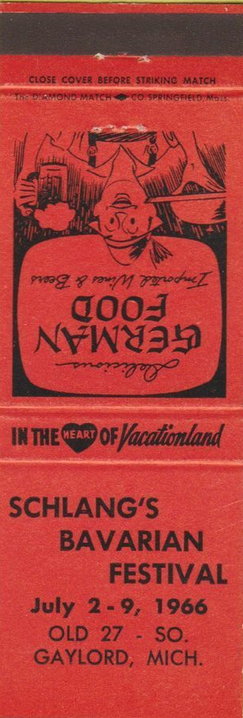 CLOSE COVER BEFORE STRIKING MATCH
THE DIAMOND MATCH CO. SPRINGFIELD, MASS.
Delicious
GERMAN
FOOD
Imported Wines & Beers
IN THE HEART OF Vacationland
SCHLANG'S
BAVARIAN
FESTIVAL
July 2-9, 1966
OLD 27 - SO.
GAYLORD, MICH.